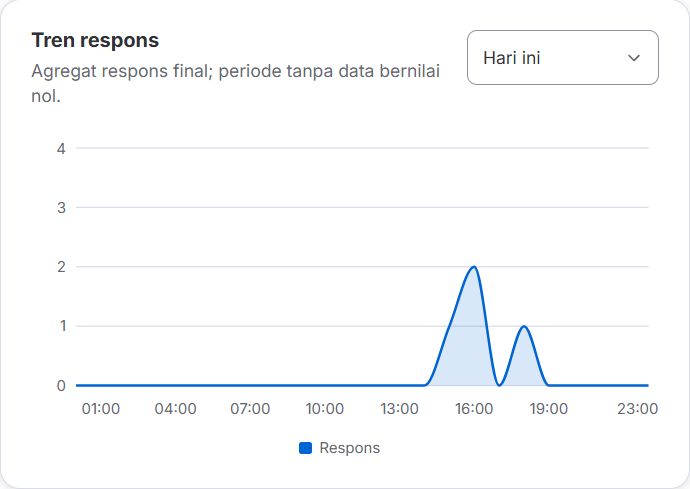 Tren respons
Agregat respons final; periode tanpa data bernilai
nol.
Hari ini
4
3
2
1
0
01:00 04:00 07:00 10:00 13:00 16:00 19:00 23:00
Respons